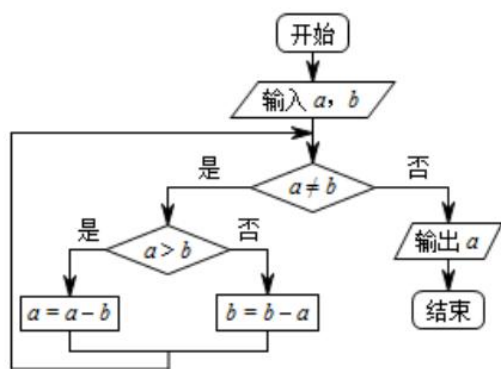 开始
输入 a，b
是
a≠b
否
是
a > b
否
输出 a
a = a − b
b = b − a
结束